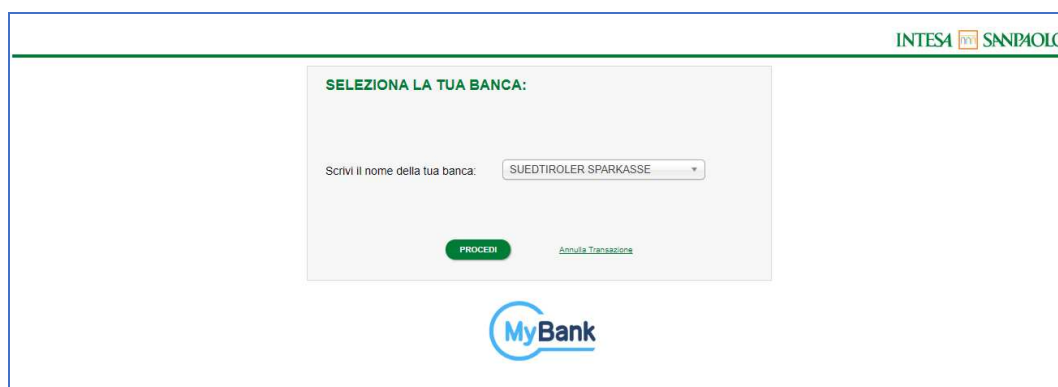 INTESA SANPAOLO
SELEZIONA LA TUA BANCA:
Scrivi il nome della tua banca: SUEDTIROLER SPARKASSE
PROCEDI Annulla Transazione
MyBank